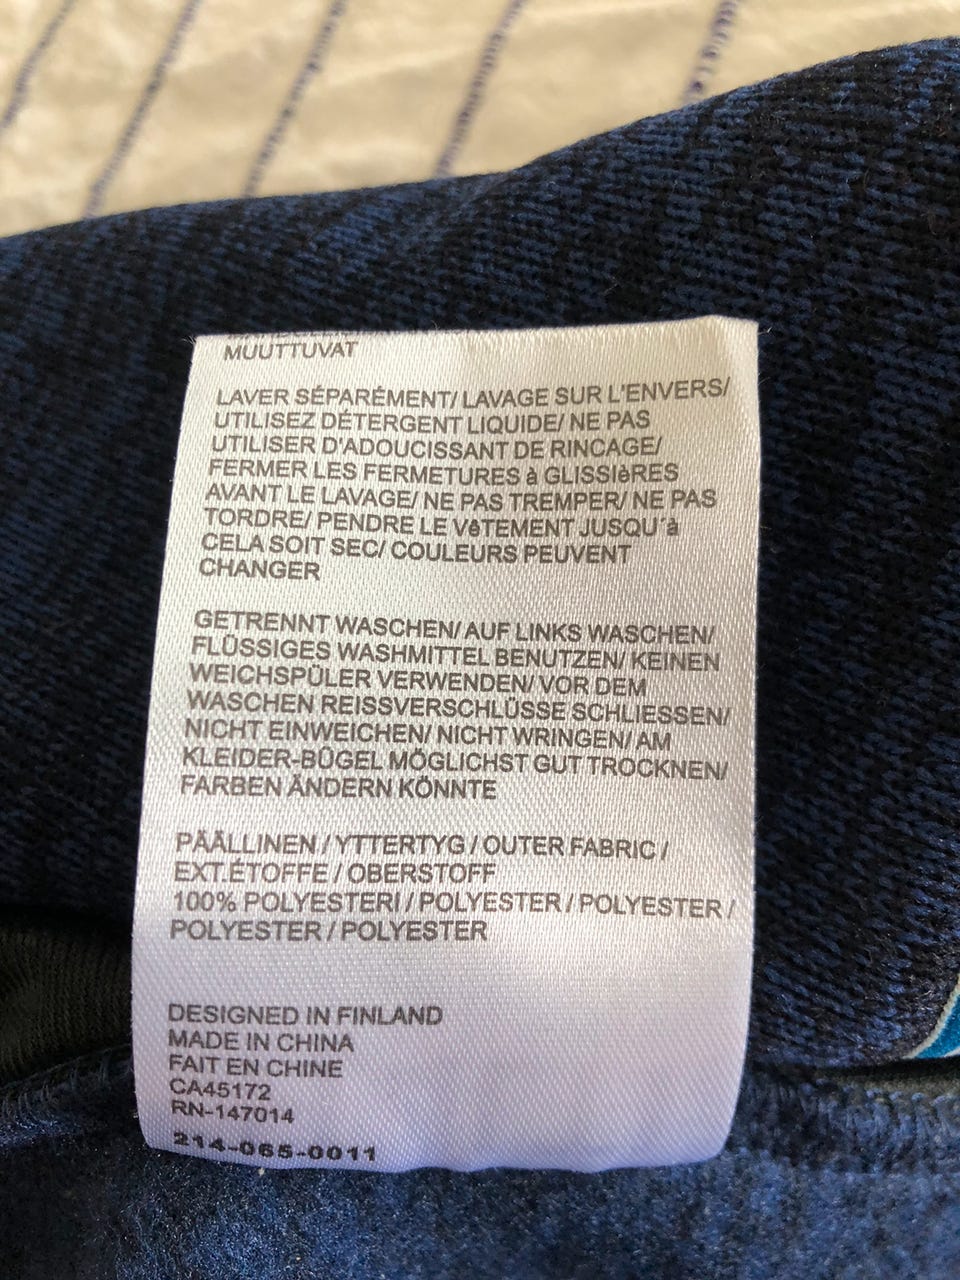 MUUTTUVAT
LAVER SÉPARÉMENT/ LAVAGE SUR L'ENVERS/
UTILISEZ DÉTERGENT LIQUIDE/ NE PAS
UTILISER D'ADOUCISSANT DE RINCAGE/
FERMER LES FERMETURES à GLISSIèRES
AVANT LE LAVAGE/ NE PAS TREMPER/ NE PAS
TORDRE/ PENDRE LE VêTEMENT JUSQU´à
CELA SOIT SEC/ COULEURS PEUVENT
CHANGER
GETRENNT WASCHEN/ AUF LINKS WASCHEN/
FLÜSSIGES WASHMITTEL BENUTZEN/ KEINEN
WEICHSPÜLER VERWENDEN/ VOR DEM
WASCHEN REISSVERSCHLÜSSE SCHLIESSEN/
NICHT EINWEICHEN/ NICHT WRINGEN/ AM
KLEIDER-BÜGEL MÖGLICHST GUT TROCKNEN/
FARBEN ÄNDERN KÖNNTE
PÄÄLLINEN / YTTERTYG / OUTER FABRIC /
EXT.ÉTOFFE / OBERSTOFF
100% POLYESTERI / POLYESTER / POLYESTER /
POLYESTER / POLYESTER
DESIGNED IN FINLAND
MADE IN CHINA
FAIT EN CHINE
CA45172
RN-147014
214-065-0011